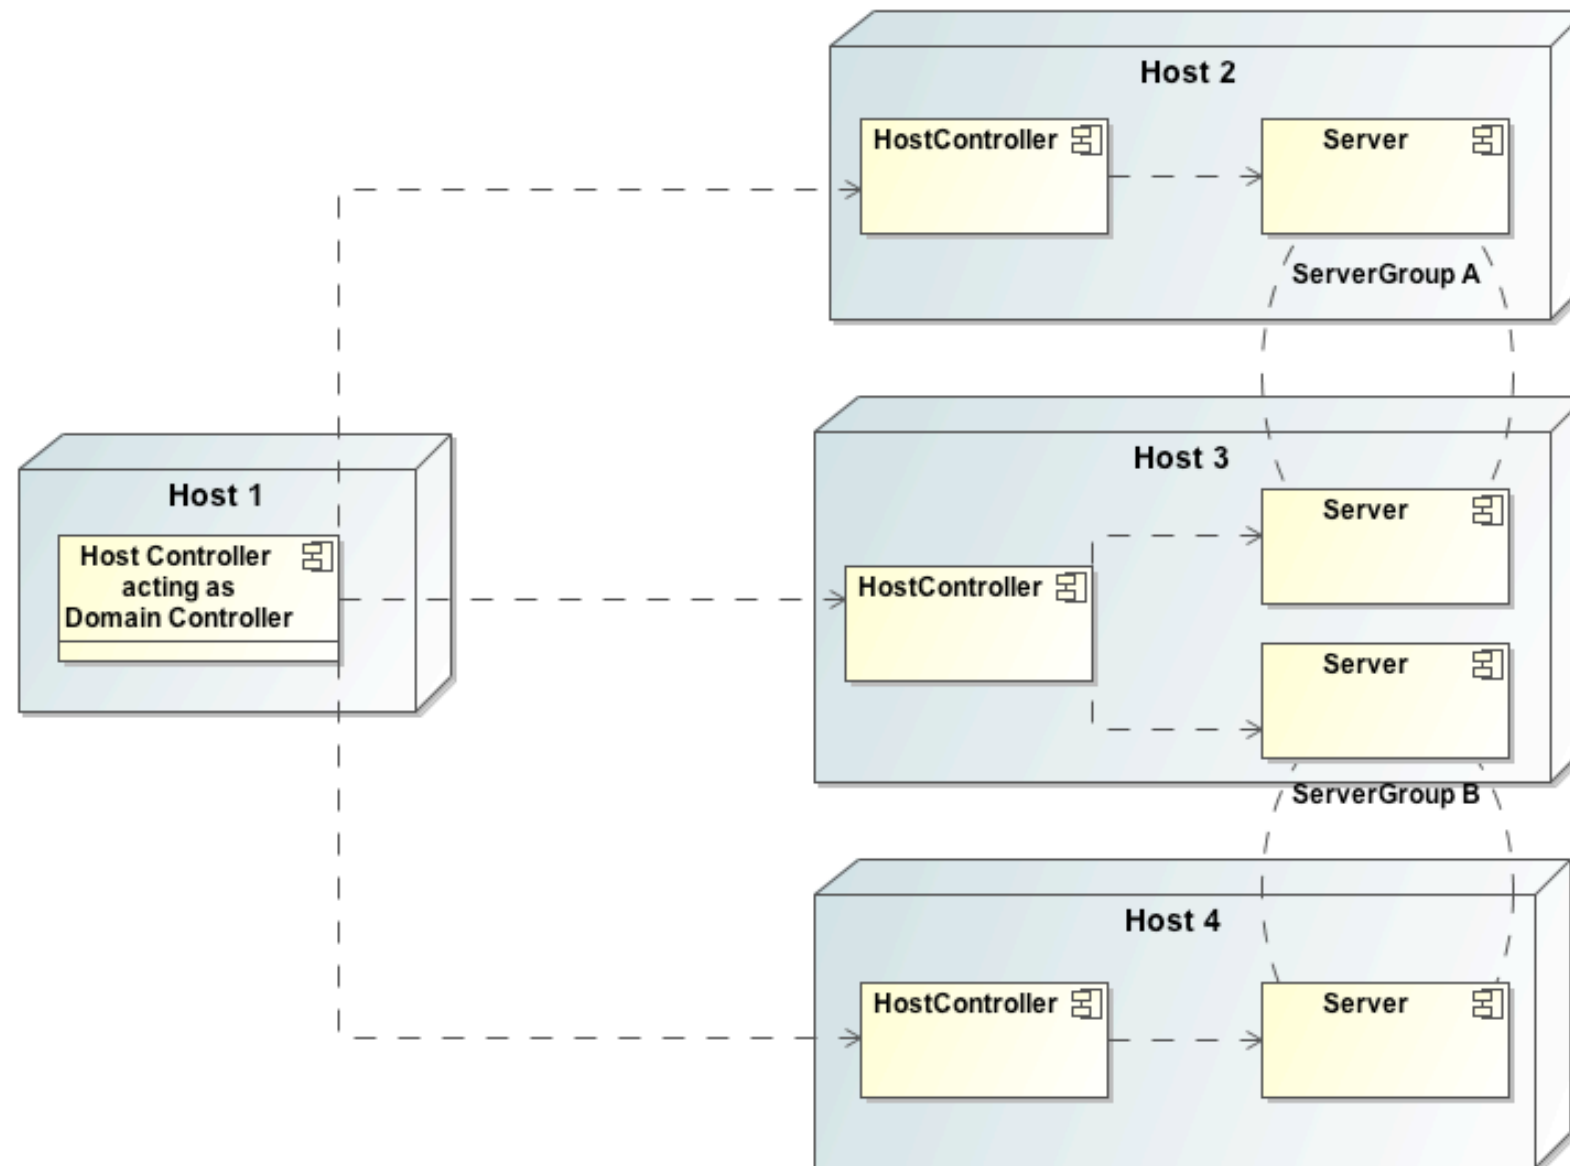 Host 2
HostController
Server
ServerGroup A
Host 1
Host Controller
acting as
Domain Controller
Host 3
HostController
Server
Server
ServerGroup B
Host 4
HostController
Server